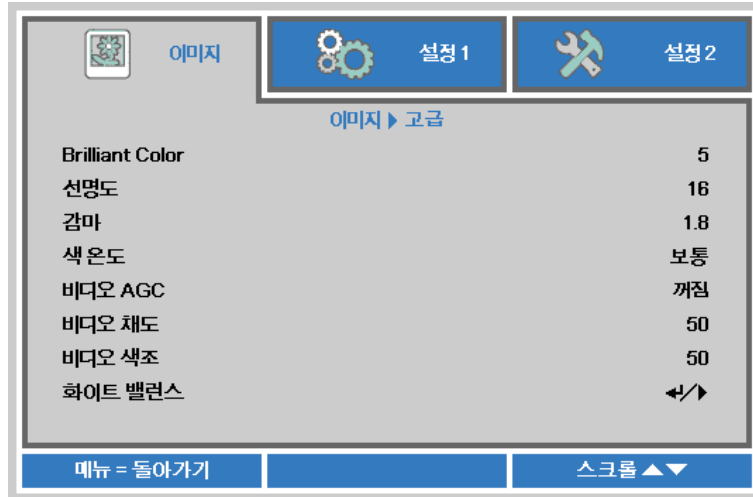 이미지 설정 1 설정 2
이미지 ▶ 고급
Brilliant Color 5
선명도 16
감마 1.8
색 온도 보통
비디오 AGC 꺼짐
비디오 채도 50
비디오 색조 50
화이트 밸런스 ↵/▶
메뉴 = 돌아가기 스크롤 ▲▼